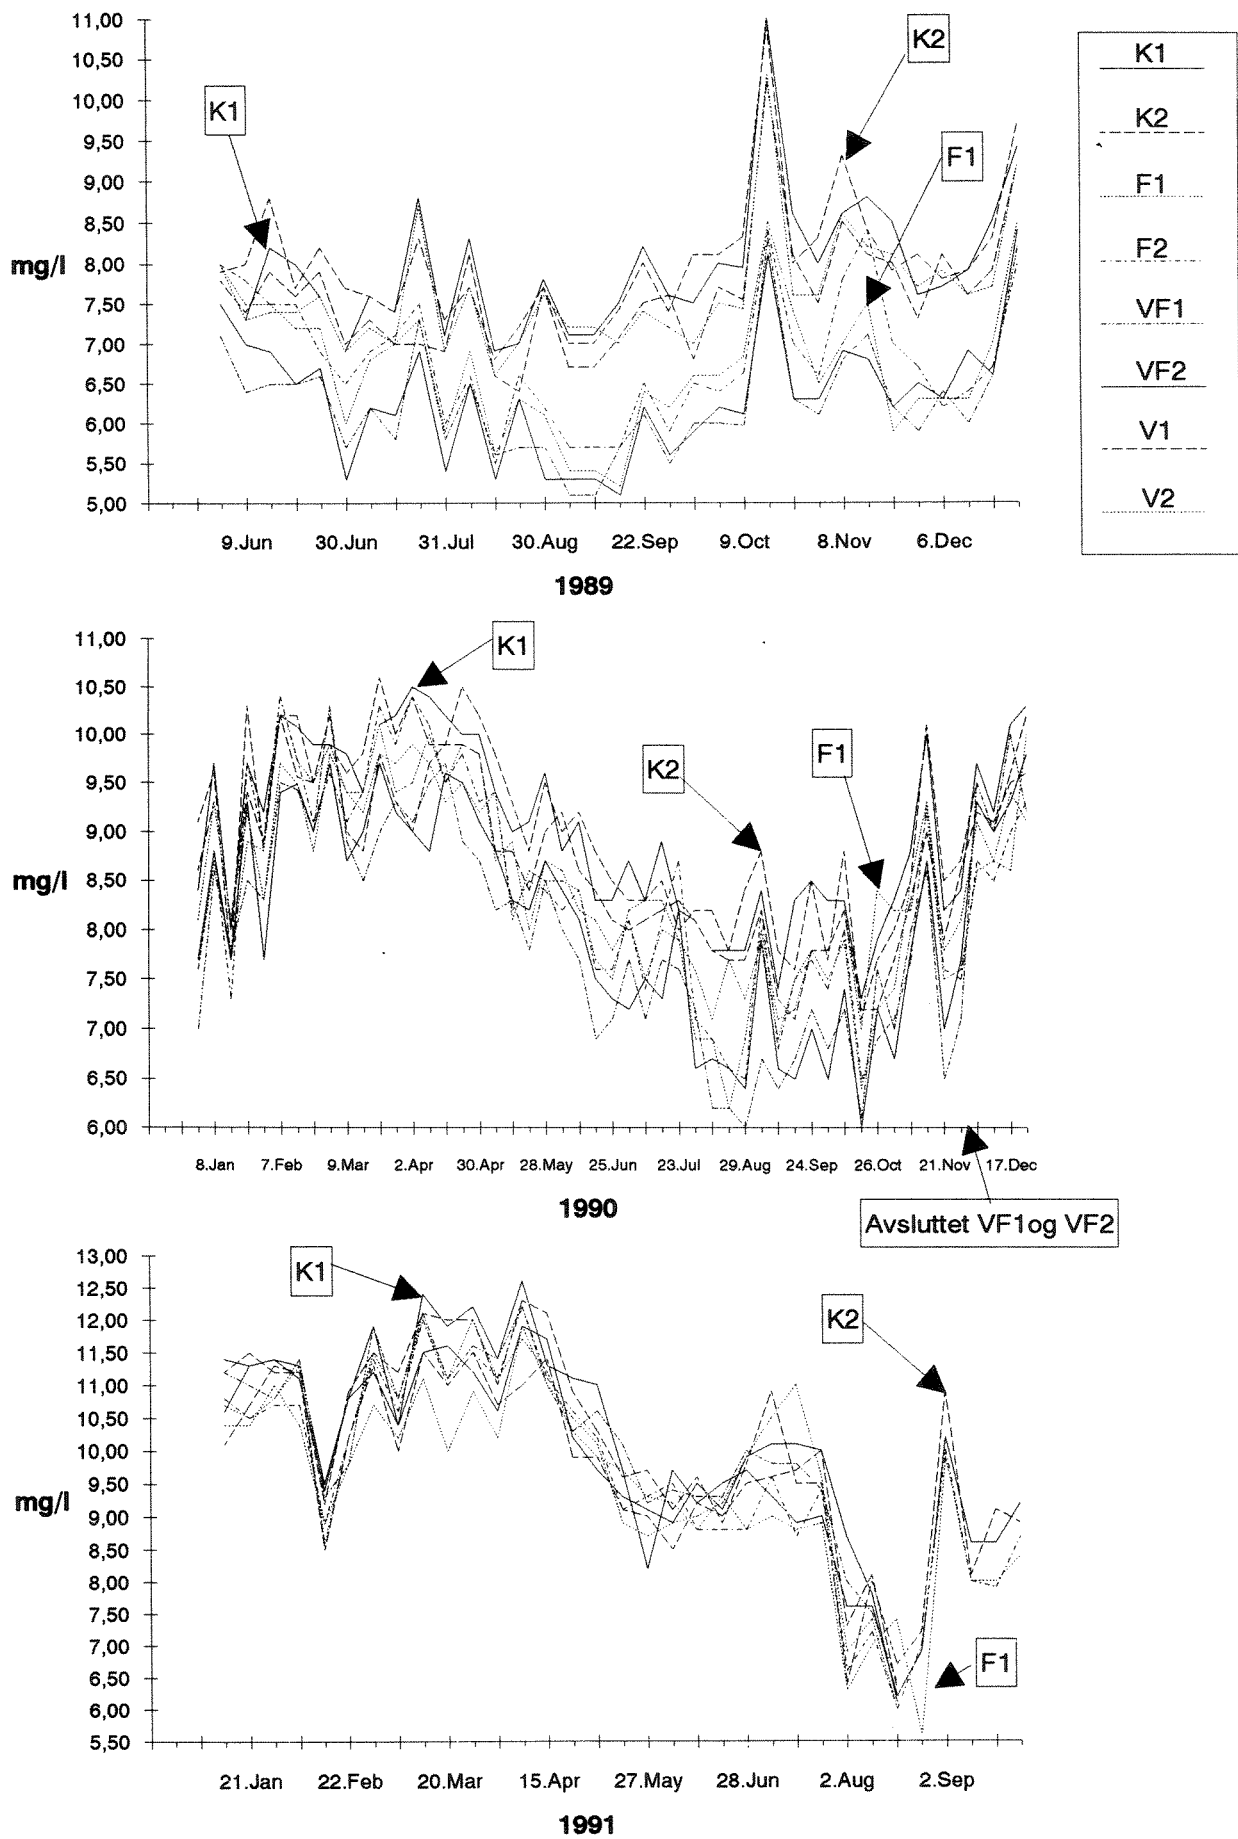 11,00
10,50
10,00
9,50
9,00
8,50
8,00
7,50
7,00
6,50
6,00
5,50
5,00
mg/l
K1
K2
F1
9.Jun 30.Jun 31.Jul 30.Aug 22.Sep 9.Oct 8.Nov 6.Dec
1989
K1
K2
F1
F2
VF1
VF2
V1
V2
11,00
10,50
10,00
9,50
9,00
8,50
8,00
7,50
7,00
6,50
6,00
mg/l
K1
K2
F1
8.Jan 7.Feb 9.Mar 2.Apr 30.Apr 28.May 25.Jun 23.Jul 29.Aug 24.Sep 26.Oct 21.Nov 17.Dec
1990
Avsluttet VF1og VF2
13,00
12,50
12,00
11,50
11,00
10,50
10,00
9,50
9,00
8,50
8,00
7,50
7,00
6,50
6,00
5,50
mg/l
K1
K2
F1
21.Jan 22.Feb 20.Mar 15.Apr 27.May 28.Jun 2.Aug 2.Sep
1991